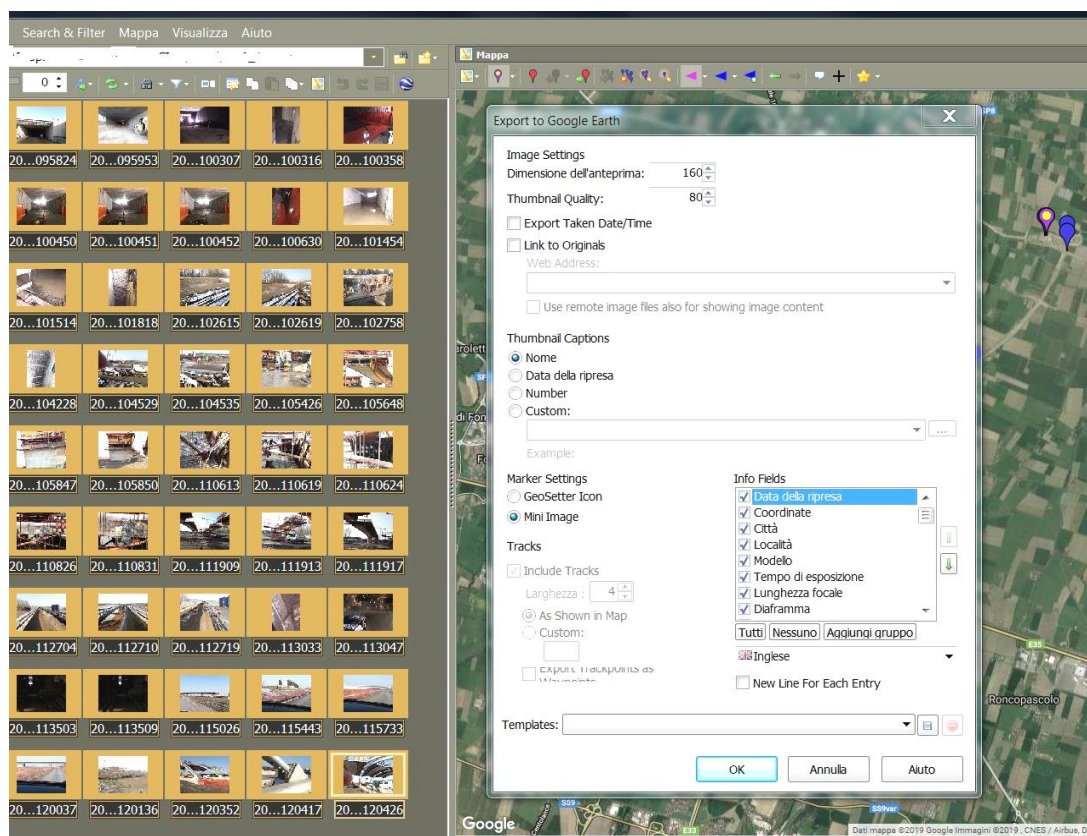 Search & Filter Mappa Visualizza Aiuto
Mappa
0
20...095824 20...095953 20...100307 20...100316 20...100358
20...100450 20...100451 20...100452 20...100630 20...101454
20...101514 20...101818 20...102615 20...102619 20...102758
20...104228 20...104529 20...104535 20...105426 20...105648
20...105847 20...105850 20...110613 20...110619 20...110624
20...110826 20...110831 20...111909 20...111913 20...111917
20...112704 20...112710 20...112719 20...113033 20...113047
20...113503 20...113509 20...115026 20...115443 20...115733
20...120037 20...120136 20...120352 20...120417 20...120426
Export to Google Earth
X
Image Settings
Dimensione dell'anteprima: 160
Thumbnail Quality: 80
Export Taken Date/Time
Link to Originals
Web Address:
Use remote image files also for showing image content
Thumbnail Captions
Nome
Data della ripresa
Number
Custom:
...
Example:
Marker Settings
GeoSetter Icon
Mini Image
Tracks
Include Tracks
Larghezza : 4
As Shown in Map
Custom:
Export Trackpoints as
Waypoints
Info Fields
Data della ripresa
Coordinate
Città
Località
Modello
Tempo di esposizione
Lunghezza focale
Diaframma
Tutti Nessuno Aggiungi gruppo
Inglese
New Line For Each Entry
Templates:
OK Annulla Aiuto
SP8
di Fon
E35
Roncopascolo
SS9
SS9var
E33
Google
Dati mappa ©2019 Google Immagini ©2019 , CNES / Airbus, D